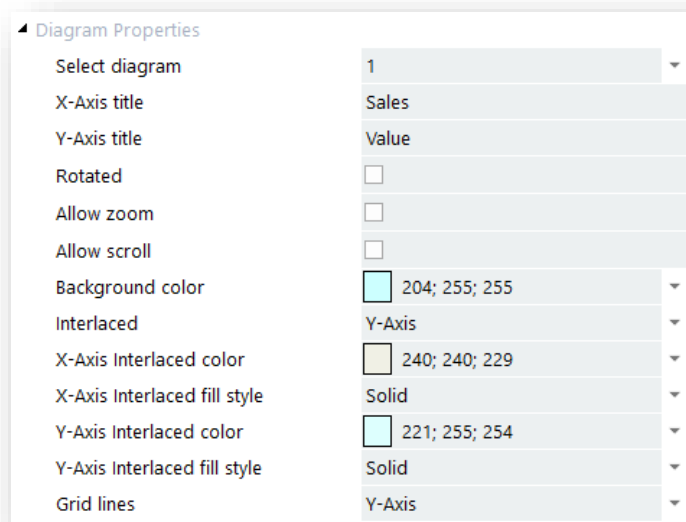 Diagram Properties
Select diagram 1
X-Axis title Sales
Y-Axis title Value
Rotated
Allow zoom
Allow scroll
Background color 204; 255; 255
Interlaced Y-Axis
X-Axis Interlaced color 240; 240; 229
X-Axis Interlaced fill style Solid
Y-Axis Interlaced color 221; 255; 254
Y-Axis Interlaced fill style Solid
Grid lines Y-Axis